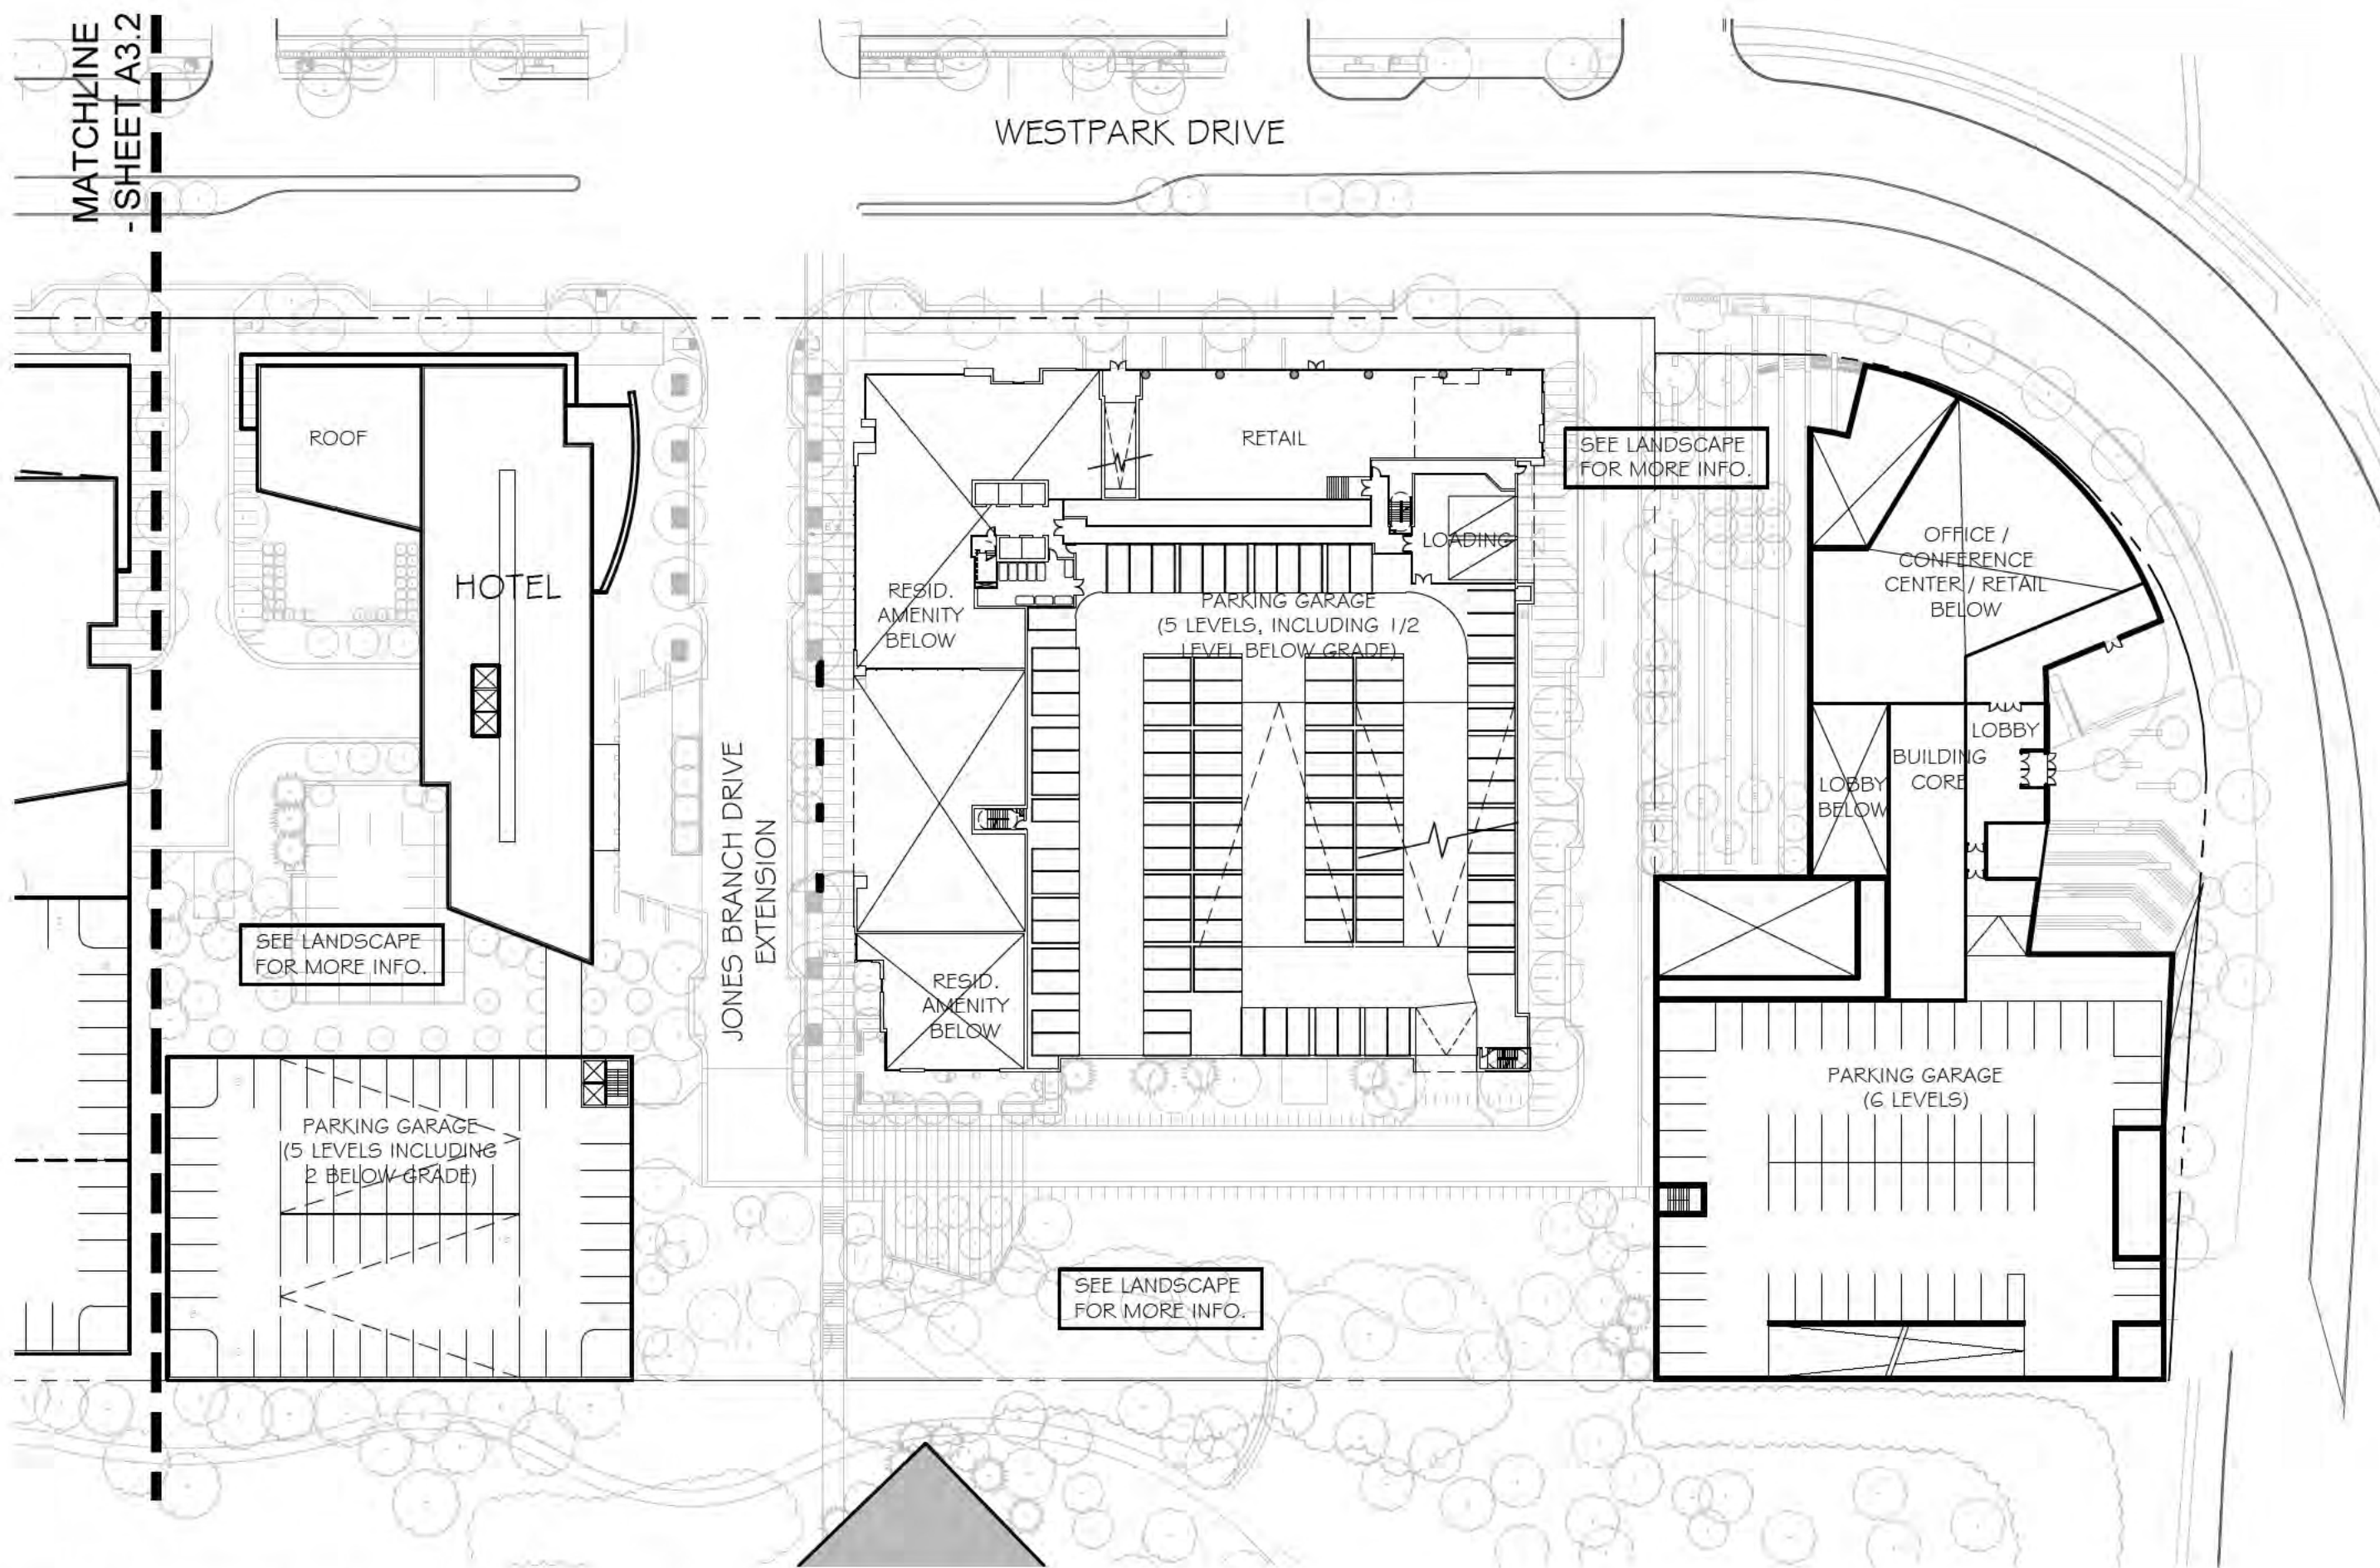 MATCHLINE
- SHEET A3.2
WESTPARK DRIVE
ROOF
HOTEL
SEE LANDSCAPE
FOR MORE INFO.
PARKING GARAGE
(5 LEVELS INCLUDING
2 BELOW GRADE)
JONES BRANCH DRIVE
EXTENSION
RETAIL
LOADING
RESID.
AMENITY
BELOW
PARKING GARAGE
(5 LEVELS, INCLUDING 1/2
LEVEL BELOW GRADE)
RESID.
AMENITY
BELOW
SEE LANDSCAPE
FOR MORE INFO.
SEE LANDSCAPE
FOR MORE INFO.
OFFICE /
CONFERENCE
CENTER / RETAIL
BELOW
LOBBY
BUILDING
CORE
LOBBY
BELOW
PARKING GARAGE
(6 LEVELS)